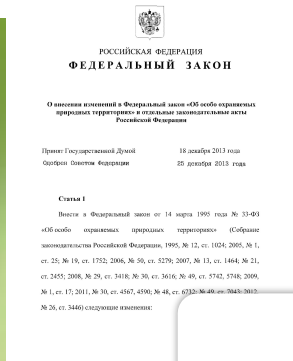 РОССИЙСКАЯ ФЕДЕРАЦИЯ
ФЕДЕРАЛЬНЫЙ ЗАКОН
О внесении изменений в Федеральный закон «Об особо охраняемых
природных территориях» и отдельные законодательные акты
Российской Федерации
Принят Государственной Думой 18 декабря 2013 года
Одобрен Советом Федерации 25 декабря 2013 года
Статья 1
Внести в Федеральный закон от 14 марта 1995 года № 33-ФЗ
«Об особо охраняемых природных территориях» (Собрание
законодательства Российской Федерации, 1995, № 12, ст. 1024; 2005, № 1,
ст. 25; № 19, ст. 1752; 2006, № 50, ст. 5279; 2007, № 13, ст. 1464; № 21,
ст. 2455; 2008, № 29, ст. 3418; № 30, ст. 3616; № 49, ст. 5742, 5748; 2009,
№ 1, ст. 17; 2011, № 30, ст. 4567, 4590; № 48, ст. 6732; № 49, ст. 7043; 2012,
№ 26, ст. 3446) следующие изменения: